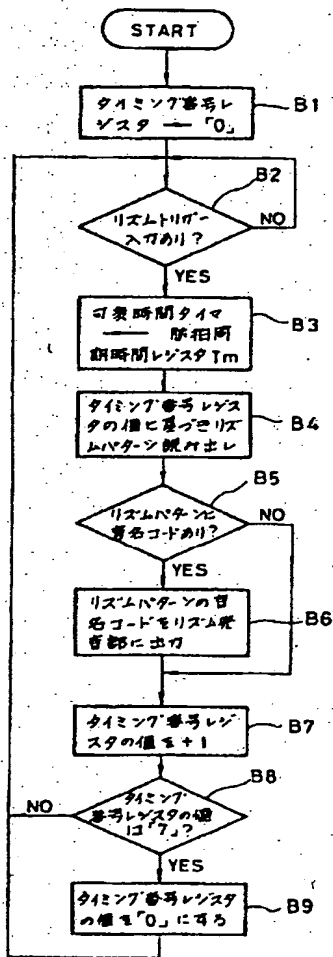 START
タイミング番号レ
ジスタ ← 「0」
B1
B2
リズムトリガー
入力あり?
NO
YES
可変時間タイマ
← 脈拍周
期時間レジスタTm
B3
タイミング番号レジス
タの値に基づきリズ
ムパターン読み出し
B4
B5
リズムパターンに
音名コードあり?
NO
YES
リズムパターンの音
名コードをリズム発
音部に出力
B6
タイミング番号レジ
スタの値を+1
B7
B8
タイミング
番号レジスタの値
は「7」?
NO
YES
タイミング番号レジスタ
の値を「0」にする
B9